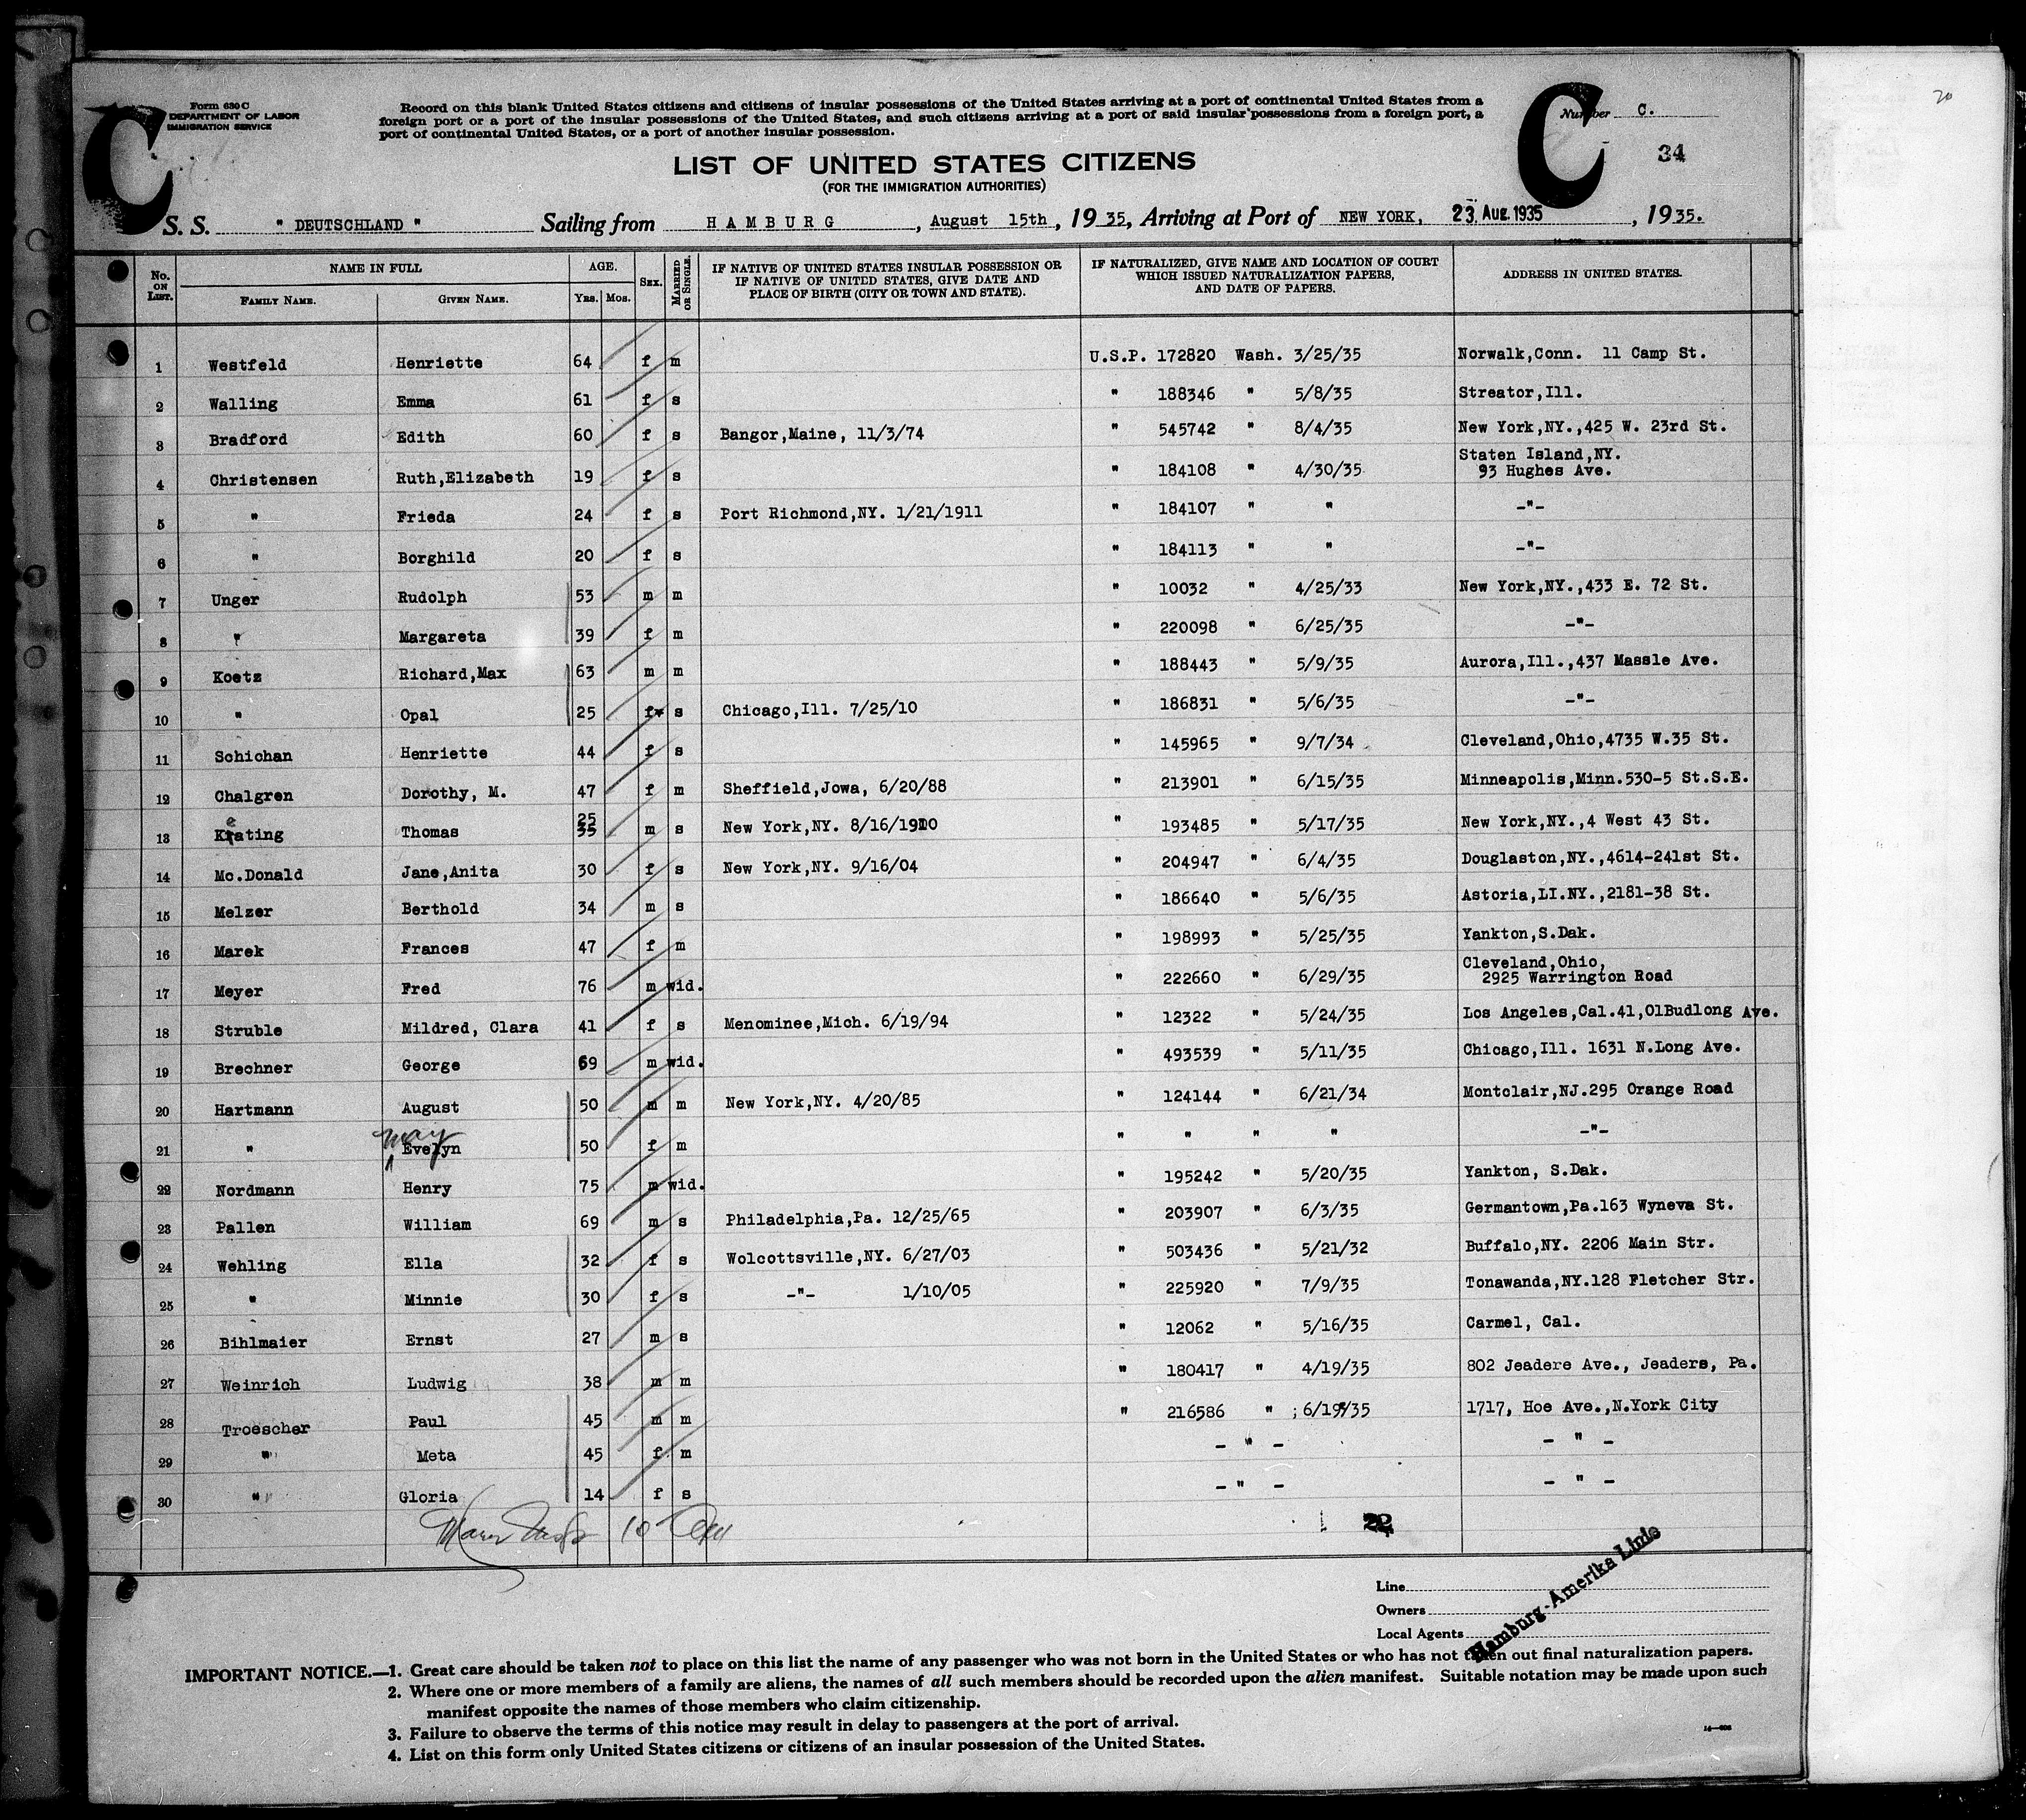 Form 630 C
DEPARTMENT OF LABOR
IMMIGRATION SERVICE
C
Record on this blank United States citizens and citizens of insular possessions of the United States arriving at a port of continental United States from a
foreign port or a port of the insular possessions of the United States, and such citizens arriving at a port of said insular possessions from a foreign port, a
port of continental United States, or a port of another insular possession.
C
Number C.
34
20
LIST OF UNITED STATES CITIZENS
(FOR THE IMMIGRATION AUTHORITIES)
S. S. " DEUTSCHLAND " Sailing from HAMBURG, August 15th, 1935, Arriving at Port of NEW YORK, 23 Aug. 1935, 1935.
No. ON LIST. NAME IN FULL FAMILY NAME. GIVEN NAME. AGE. YRS. MOS. SEX. MARRIED OR SINGLE. IF NATIVE OF UNITED STATES INSULAR POSSESSION OR IF NATIVE OF UNITED STATES, GIVE DATE AND PLACE OF BIRTH (CITY OR TOWN AND STATE). IF NATURALIZED, GIVE NAME AND LOCATION OF COURT WHICH ISSUED NATURALIZATION PAPERS, AND DATE OF PAPERS. ADDRESS IN UNITED STATES.
1 Westfeld Henriette 64 f m U.S.P. 172820 Wash. 3/25/35 Norwalk,Conn. 11 Camp St.
2 Walling Emma 61 f s " 188346 " 5/8/35 Streator,Ill.
3 Bradford Edith 60 f s Bangor,Maine, 11/3/74 " 545742 " 8/4/35 New York,NY.,425 W. 23rd St.
4 Christensen Ruth,Elizabeth 19 f s " 184108 " 4/30/35 Staten Island,NY. 93 Hughes Ave.
5 " Frieda 24 f s Port Richmond,NY. 1/21/1911 " 184107 " " -"-
6 " Borghild 20 f s " 184113 " " -"-
7 Unger Rudolph 53 m m " 10032 " 4/25/33 New York,NY.,433 E. 72 St.
8 " Margareta 39 f m " 220098 " 6/25/35 -"-
9 Koetz Richard,Max 63 m m " 188443 " 5/9/35 Aurora,Ill.,437 Massle Ave.
10 " Opal 25 f s Chicago,Ill. 7/25/10 " 186831 " 5/6/35 -"-
11 Schichan Henriette 44 f s " 145965 " 9/7/34 Cleveland,Ohio,4735 W.35 St.
12 Chalgren Dorothy, M. 47 f m Sheffield,Jowa, 6/20/88 " 213901 " 6/15/35 Minneapolis,Minn.530-5 St.S.E.
13 Keating Thomas 25 35 m s New York,NY. 8/16/1910 " 193485 " 5/17/35 New York,NY.,4 West 43 St.
14 Mc.Donald Jane,Anita 30 f s New York,NY. 9/16/04 " 204947 " 6/4/35 Douglaston,NY.,4614-241st St.
15 Melzer Berthold 34 m s " 186640 " 5/6/35 Astoria,LI.NY.,2181-38 St.
16 Marek Frances 47 f m " 198993 " 5/25/35 Yankton,S.Dak.
17 Meyer Fred 76 m wid. " 222660 " 6/29/35 Cleveland,Ohio, 2925 Warrington Road
18 Struble Mildred, Clara 41 f s Menominee,Mich. 6/19/94 " 12322 " 5/24/35 Los Angeles,Cal.41,OlBudlong Ave.
19 Brechner George 69 m wid. " 493539 " 5/11/35 Chicago,Ill. 1631 N.Long Ave.
20 Hartmann August 50 m m New York,NY. 4/20/85 " 124144 " 6/21/34 Montclair,NJ.295 Orange Road
21 " May Evelyn 50 f m " " " " -"-
22 Nordmann Henry 75 m wid. " 195242 " 5/20/35 Yankton, S.Dak.
23 Pallen William 69 m s Philadelphia,Pa. 12/25/65 " 203907 " 6/3/35 Germantown,Pa.163 Wyneva St.
24 Wehling Ella 32 f s Wolcottsville,NY. 6/27/03 " 503436 " 5/21/32 Buffalo,NY. 2206 Main Str.
25 " Minnie 30 f s -"- 1/10/05 " 225920 " 7/9/35 Tonawanda,NY.128 Fletcher Str.
26 Bihlmaier Ernst 27 m s " 12062 " 5/16/35 Carmel, Cal.
27 Weinrich Ludwig 38 m m " 180417 " 4/19/35 802 Jeadere Ave., Jeaders, Pa.
28 Troescher Paul 45 m m " 216586 " ; 6/19/35 1717, Hoe Ave.,N.York City
29 " Meta 45 f m - " - - " -
30 " Gloria 14 f s - " - - " -
Line
Owners
Local Agents
Hamburg-Amerika Linie
IMPORTANT NOTICE.—1. Great care should be taken not to place on this list the name of any passenger who was not born in the United States or who has not taken out final naturalization papers.
2. Where one or more members of a family are aliens, the names of all such members should be recorded upon the alien manifest. Suitable notation may be made upon such
manifest opposite the names of those members who claim citizenship.
3. Failure to observe the terms of this notice may result in delay to passengers at the port of arrival.
4. List on this form only United States citizens or citizens of an insular possession of the United States.